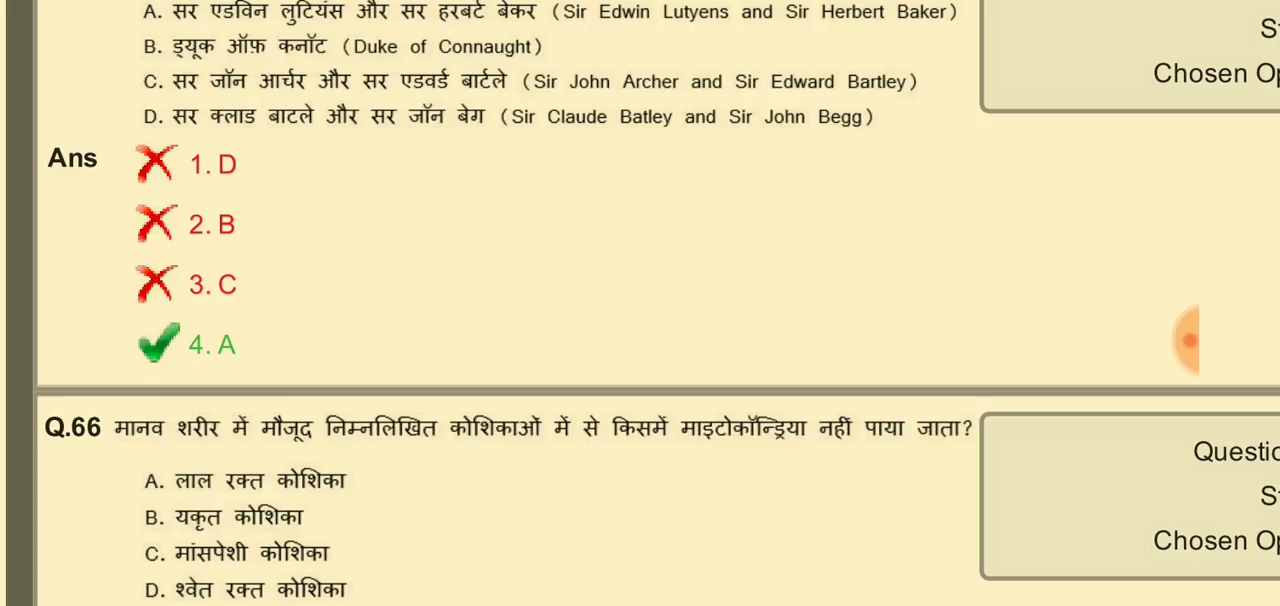 A. सर एडविन लुटियंस और सर हरबर्ट बेकर (Sir Edwin Lutyens and Sir Herbert Baker)
B. ड्यूक ऑफ़ कनॉट (Duke of Connaught)
C. सर जॉन आर्चर और सर एडवर्ड बार्टले (Sir John Archer and Sir Edward Bartley)
D. सर क्लाड बाटले और सर जॉन बेग (Sir Claude Batley and Sir John Begg)
Chosen
Ans
1. D
2. B
3. C
4. A
Q.66 मानव शरीर में मौजूद निम्नलिखित कोशिकाओं में से किसमें माइटोकॉन्ड्रिया नहीं पाया जाता?
A. लाल रक्त कोशिका
B. यकृत कोशिका
C. मांसपेशी कोशिका
D. श्वेत रक्त कोशिका
Chosen